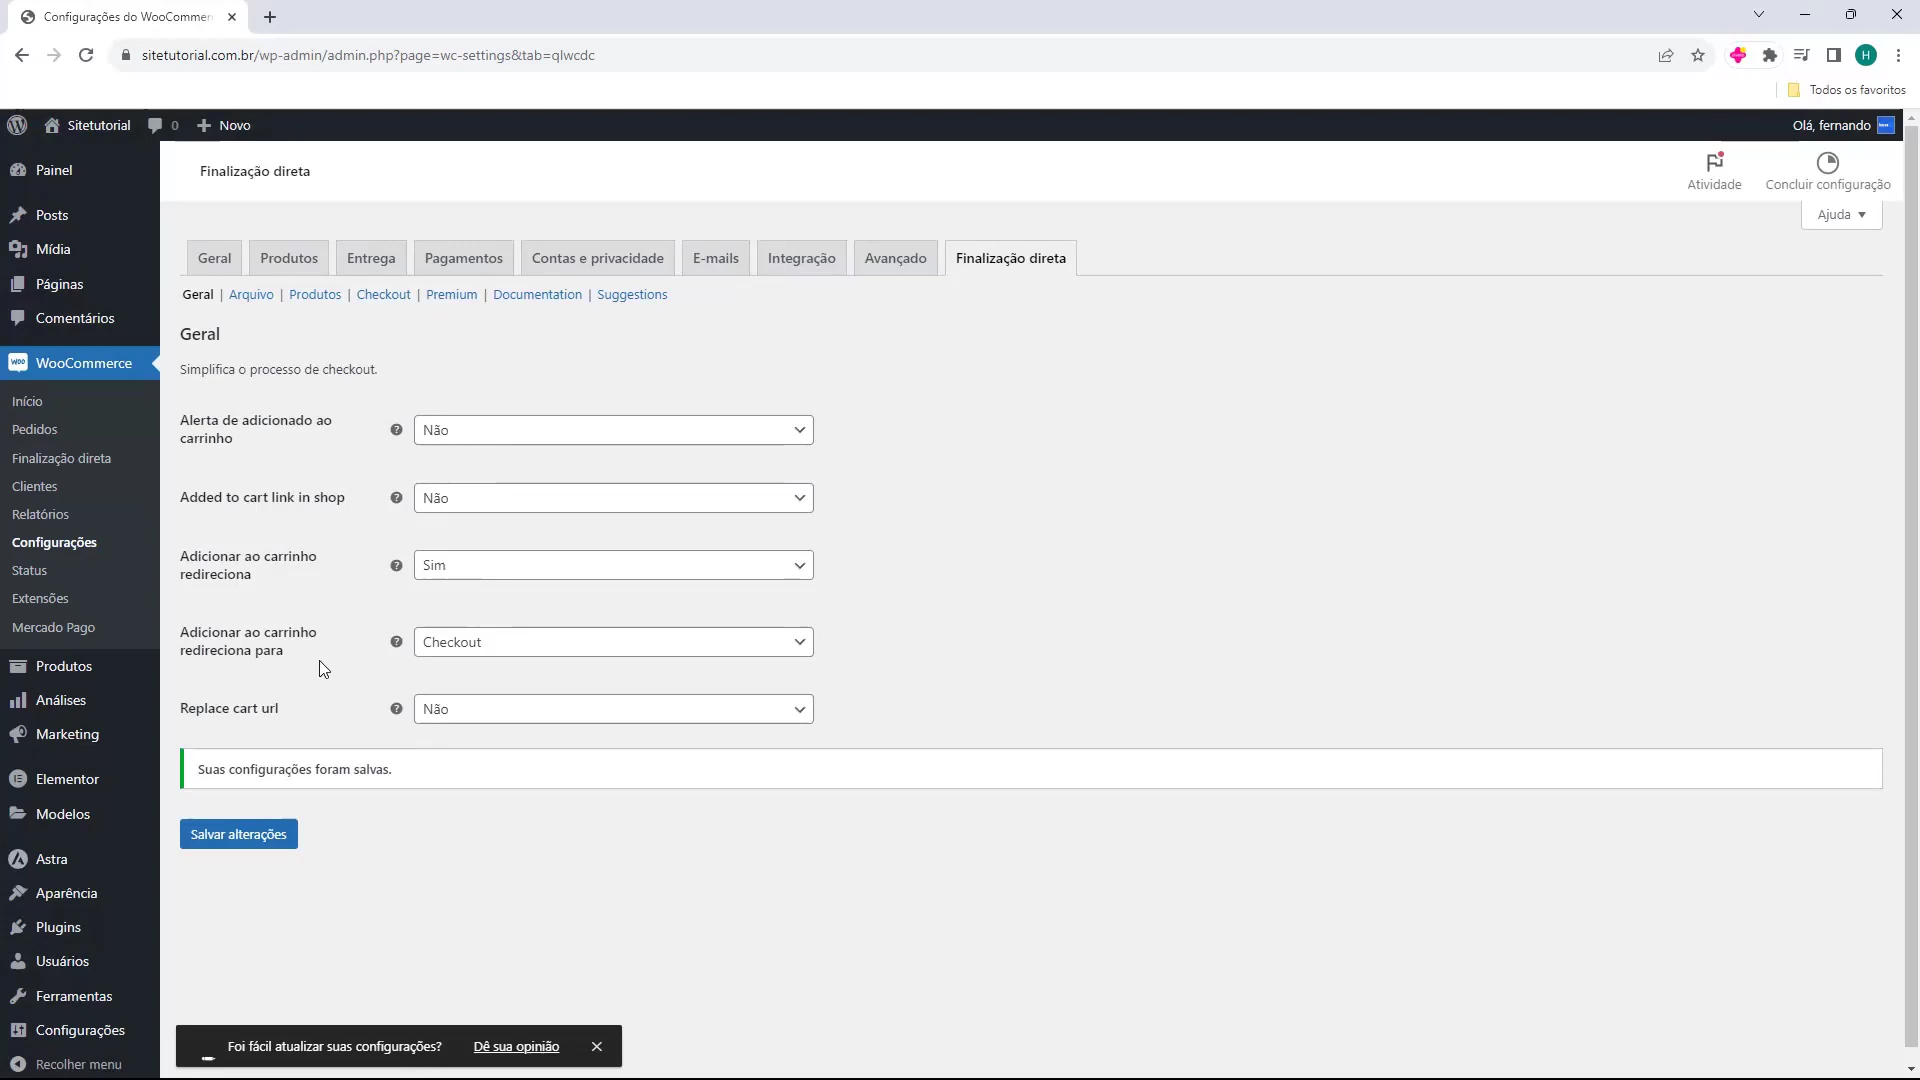 Configurações do WooCommer
sitetutorial.com.br/wp-admin/admin.php?page=wc-settings&tab=qlwcdc
H
Todos os favoritos
Sitetutorial 0 Novo
Olá, fernando
Painel
Posts
Mídia
Páginas
Comentários
WooCommerce
Início
Pedidos
Finalização direta
Clientes
Relatórios
Configurações
Status
Extensões
Mercado Pago
Produtos
Análises
Marketing
Elementor
Modelos
Astra
Aparência
Plugins
Usuários
Ferramentas
Configurações
Recolher menu
Finalização direta
Atividade
Concluir configuração
Ajuda
Geral Produtos Entrega Pagamentos Contas e privacidade E-mails Integração Avançado Finalização direta
Geral | Arquivo | Produtos | Checkout | Premium | Documentation | Suggestions
Geral
Simplifica o processo de checkout.
Alerta de adicionado ao
carrinho
Não
Added to cart link in shop
Não
Adicionar ao carrinho
redireciona
Sim
Adicionar ao carrinho
redireciona para
Checkout
Replace cart url
Não
Suas configurações foram salvas.
Salvar alterações
Foi fácil atualizar suas configurações? Dê sua opinião